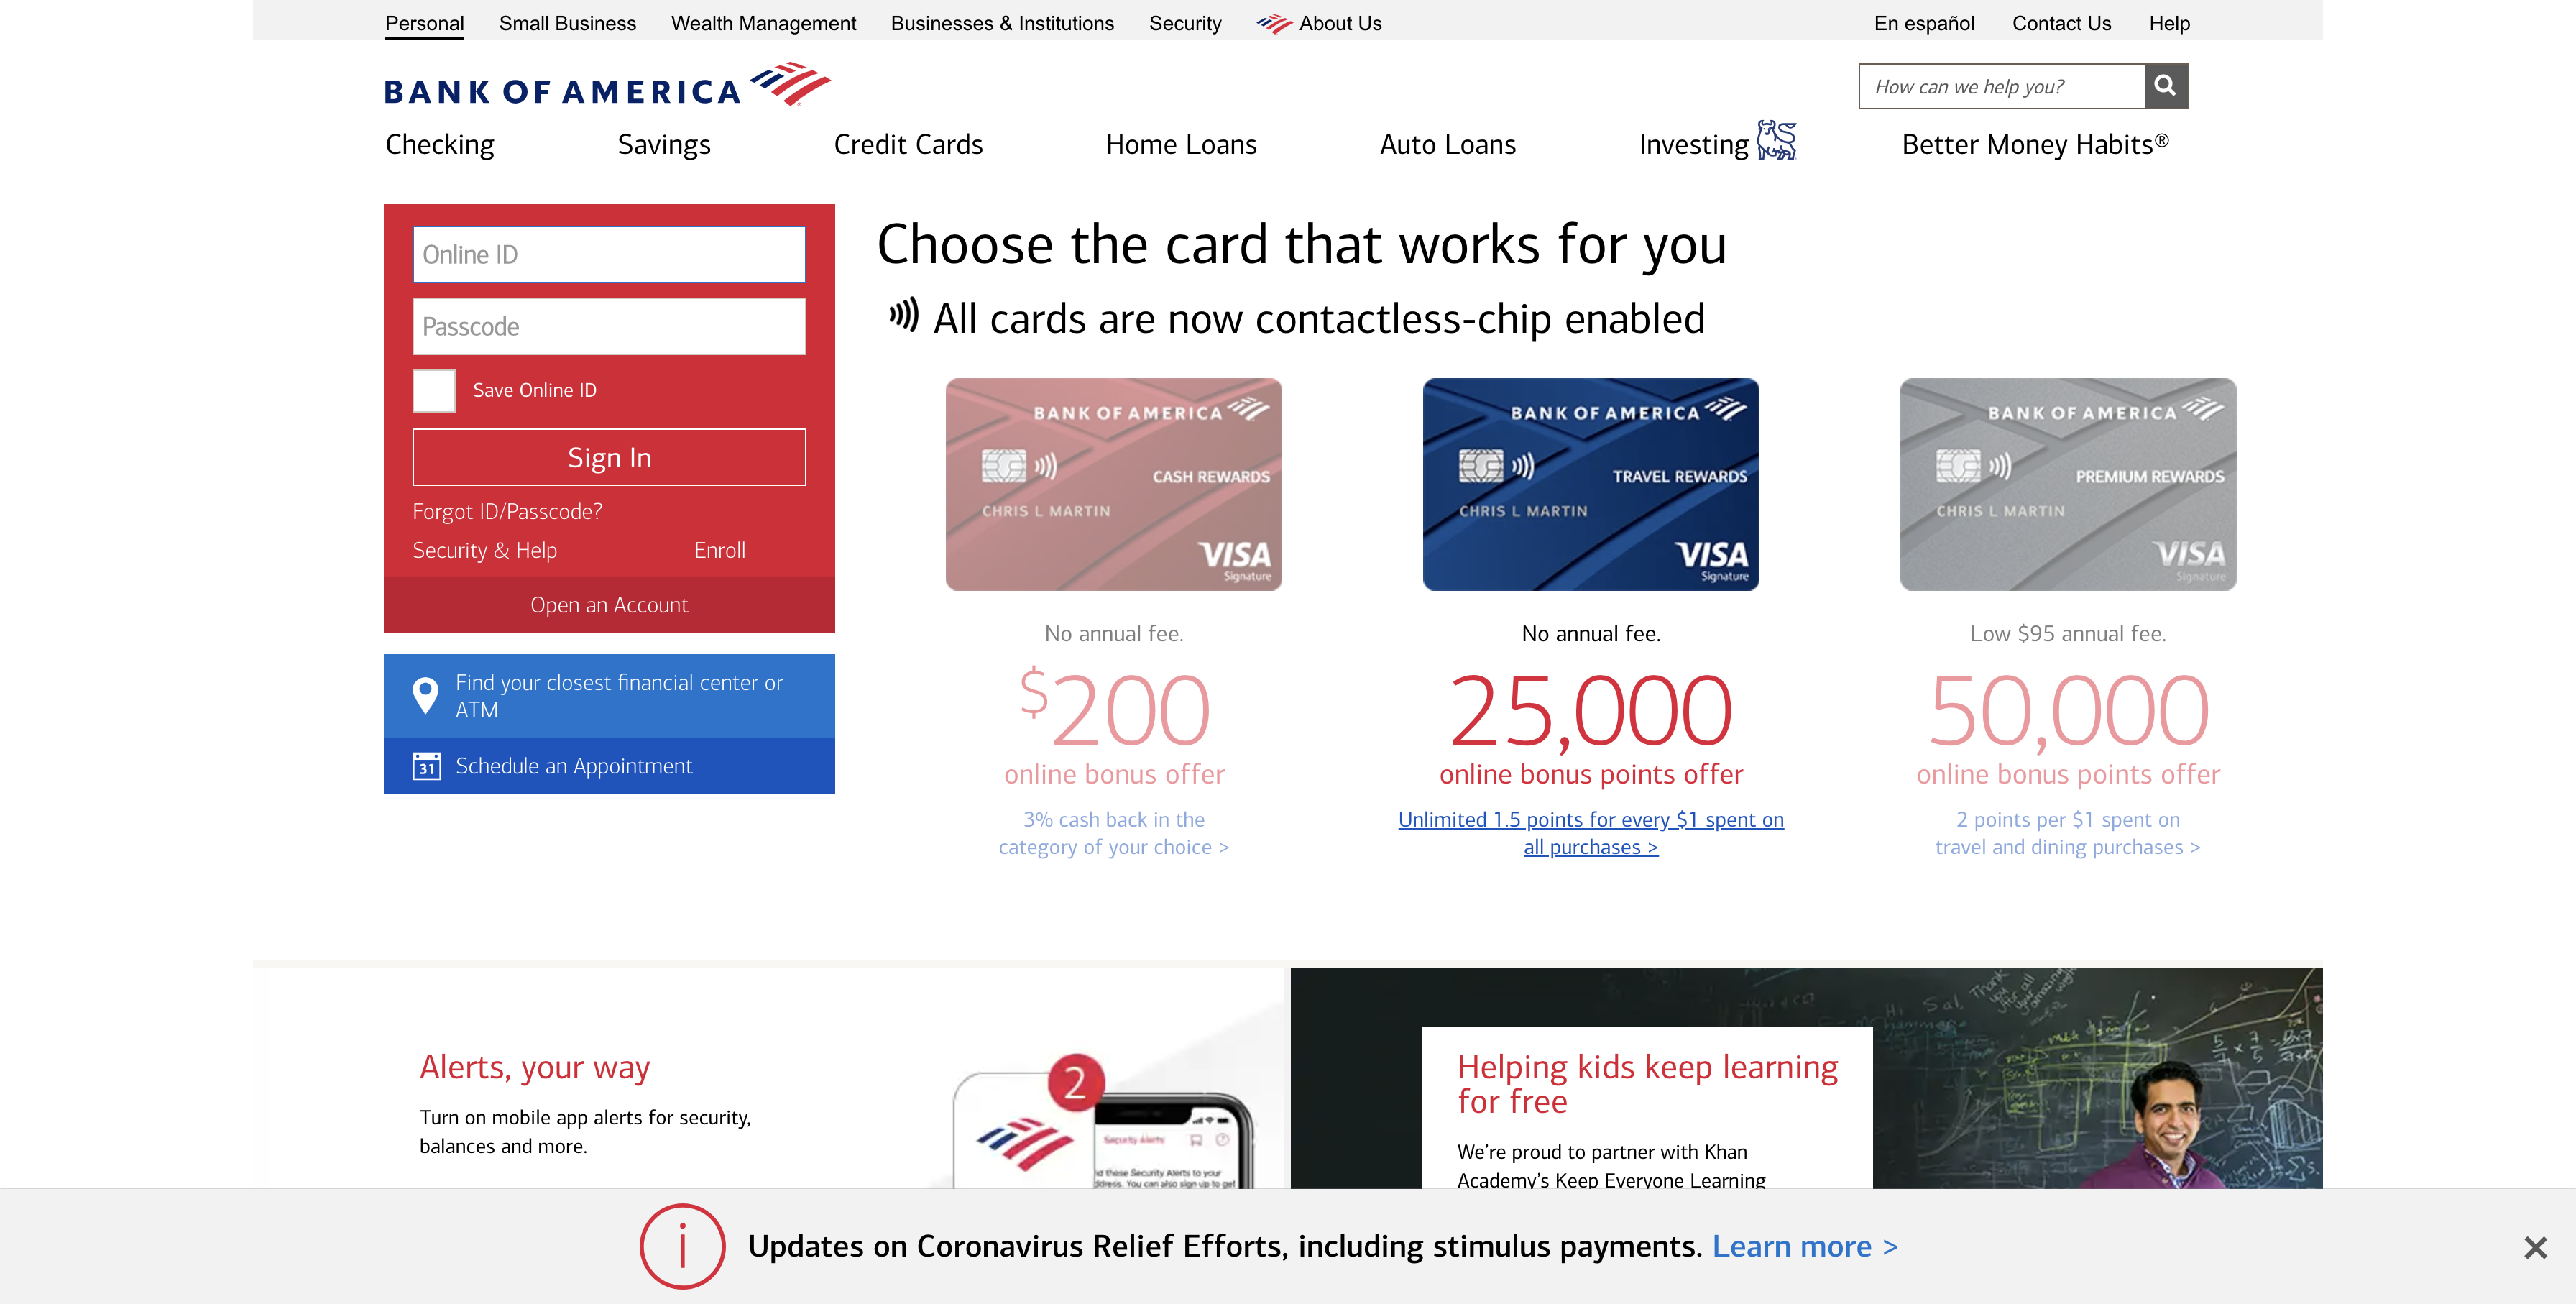 Personal Small Business Wealth Management Businesses & Institutions Security About Us En español Contact Us Help
BANK OF AMERICA
How can we help you?
Checking Savings Credit Cards Home Loans Auto Loans Investing Better Money Habits®
Online ID
Passcode
Save Online ID
Sign In
Forgot ID/Passcode?
Security & Help Enroll
Open an Account
Find your closest financial center or
ATM
31 Schedule an Appointment
Choose the card that works for you
All cards are now contactless-chip enabled
BANK OF AMERICA
CASH REWARDS
CHRIS L MARTIN
VISA
Signature
No annual fee.
$200
online bonus offer
3% cash back in the
category of your choice >
BANK OF AMERICA
TRAVEL REWARDS
CHRIS L MARTIN
VISA
Signature
No annual fee.
25,000
online bonus points offer
Unlimited 1.5 points for every $1 spent on
all purchases >
BANK OF AMERICA
PREMIUM REWARDS
CHRIS L MARTIN
VISA
Signature
Low $95 annual fee.
50,000
online bonus points offer
2 points per $1 spent on
travel and dining purchases >
Alerts, your way
Turn on mobile app alerts for security,
balances and more.
2
Security Alerts
these Security Alerts to your
You can also sign up to get
Helping kids keep learning
for free
We're proud to partner with Khan
Academy's Keep Everyone Learning
Hi Sal, Thank
you
for all
your amazing
Updates on Coronavirus Relief Efforts, including stimulus payments. Learn more >